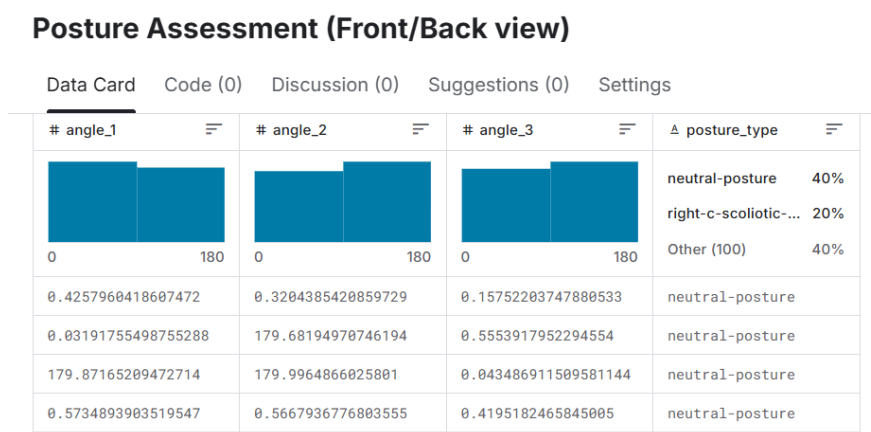 Posture Assessment (Front/Back view)
Data Card Code (0) Discussion (0) Suggestions (0) Settings
# angle_1 # angle_2 # angle_3 A posture_type
neutral-posture 40%
right-c-scoliotic-... 20%
Other (100) 40%
0 180 0 180 0 180
0.4257960418607472 0.3204385420859729 0.15752203747880533 neutral-posture
0.03191755498755288 179.68194970746194 0.5553917952294554 neutral-posture
179.87165209472714 179.9964866025801 0.043486911509581144 neutral-posture
0.5734893903519547 0.5667936776803555 0.4195182465845005 neutral-posture